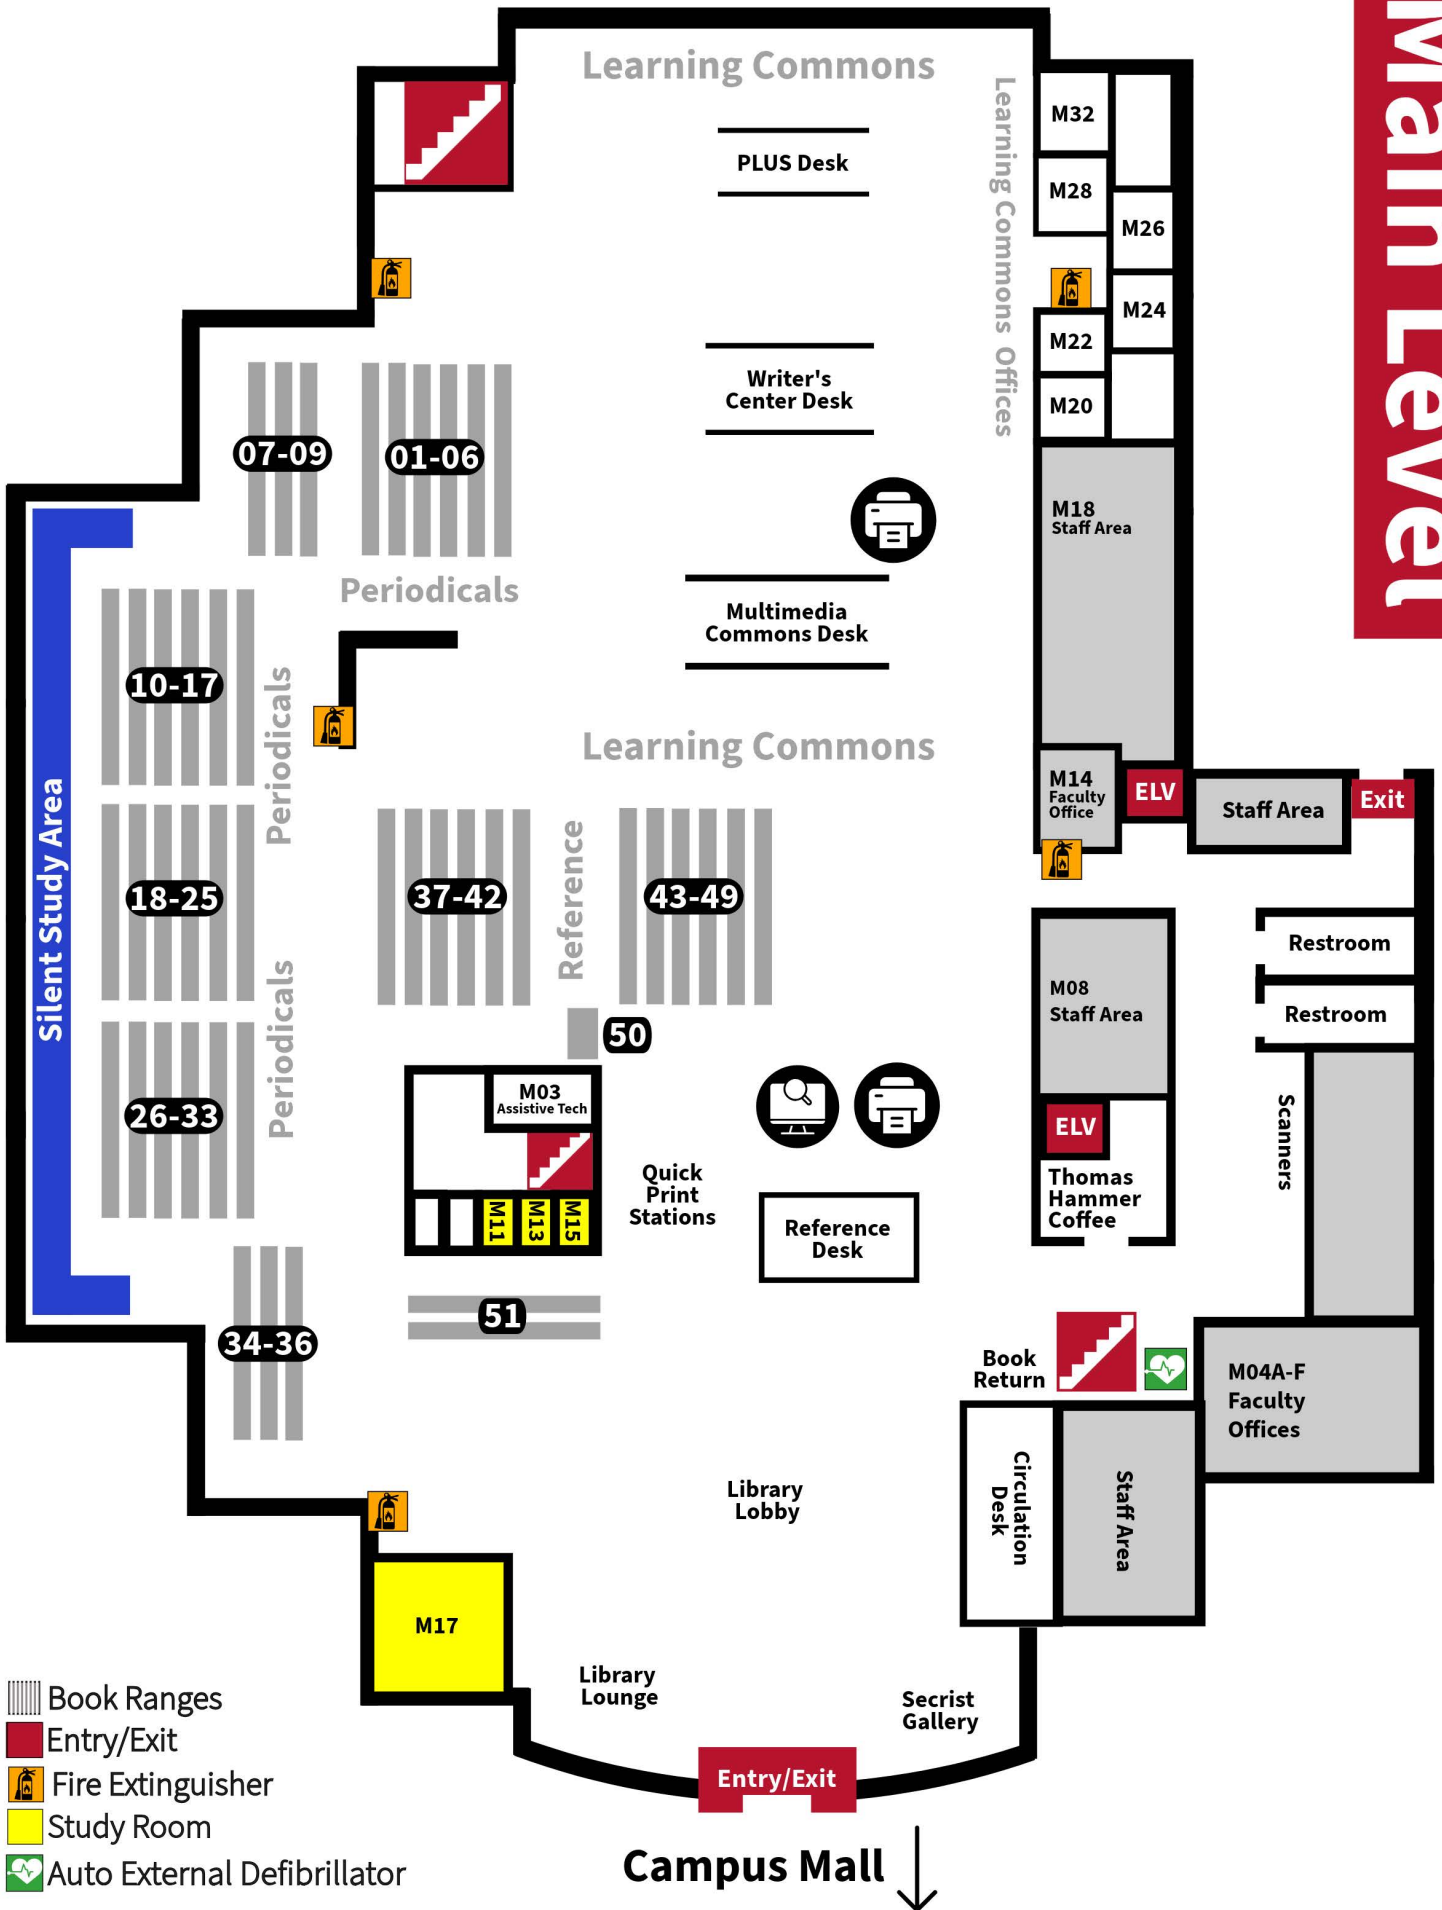 Main Level
Learning Commons
Learning Commons Offices
PLUS Desk
M32
M28
M26
M24
M22
M20
Writer's
Center Desk
07-09
01-06
M18
Staff Area
Periodicals
Multimedia
Commons Desk
10-17
Periodicals
Learning Commons
M14
Faculty
Office
ELV
Staff Area
Exit
Silent Study Area
18-25
37-42
Reference
43-49
Restroom
Restroom
M08
Staff Area
50
Periodicals
26-33
M03
Assistive Tech
ELV
Thomas
Hammer
Coffee
Scanners
Quick
Print
Stations
M11
M13
M15
Reference
Desk
51
34-36
Book
Return
M04A-F
Faculty
Offices
Circulation
Desk
Staff Area
Library
Lobby
M17
Library
Lounge
Secrist
Gallery
Entry/Exit
Campus Mall
Book Ranges
Entry/Exit
Fire Extinguisher
Study Room
Auto External Defibrillator